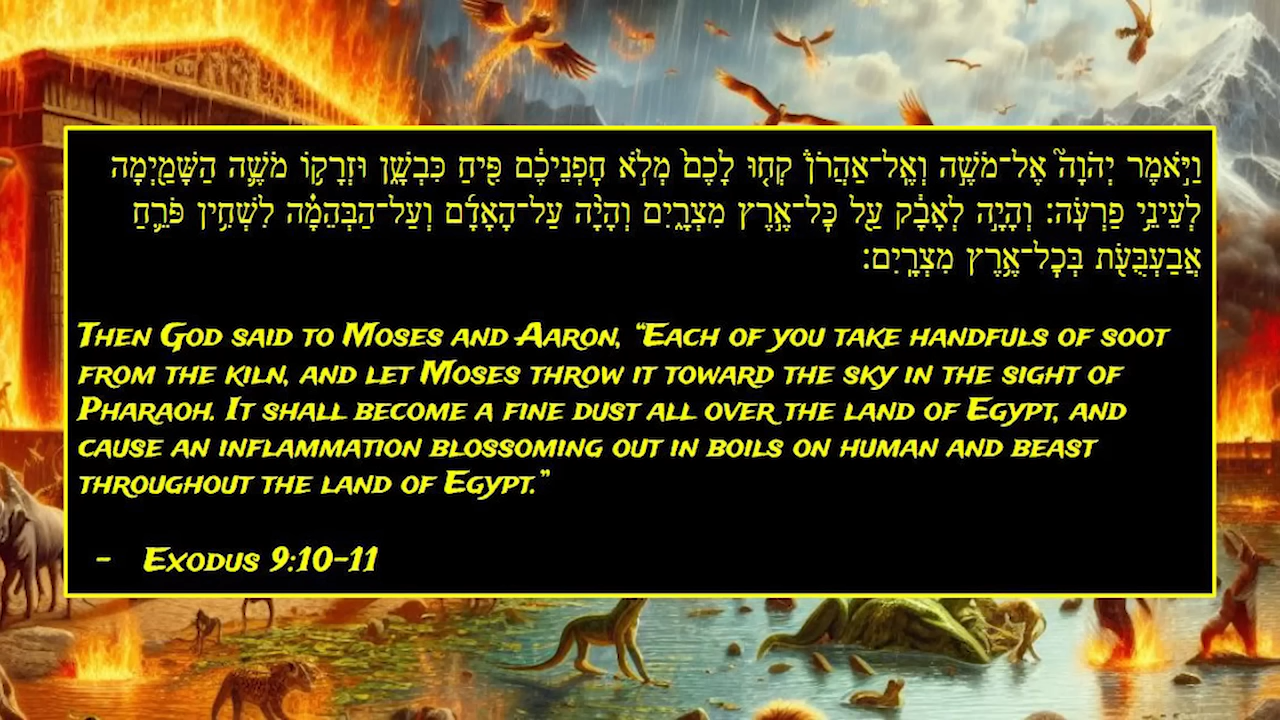 וַיֹּ֣אמֶר יְהֹוָה֮ אֶל־מֹשֶׁ֣ה וְאֶֽל־אַהֲרֹן֒ קְח֤וּ לָכֶם֙ מְלֹ֣א חׇפְנֵיכֶ֔ם פִּ֖יחַ כִּבְשָׁ֑ן וּזְרָק֥וֹ מֹשֶׁ֛ה הַשָּׁמַ֖יְמָה
לְעֵינֵ֥י פַרְעֹֽה׃ וְהָיָ֣ה לְאָבָ֔ק עַ֖ל כׇּל־אֶ֣רֶץ מִצְרָ֑יִם וְהָיָ֨ה עַל־הָאָדָ֜ם וְעַל־הַבְּהֵמָ֗ה לִשְׁחִ֥ין פֹּרֵ֛חַ
אֲבַעְבֻּעֹ֖ת בְּכׇל־אֶ֥רֶץ מִצְרָֽיִם׃
Then God said to Moses and Aaron, “Each of you take handfuls of soot
from the kiln, and let Moses throw it toward the sky in the sight of
Pharaoh. It shall become a fine dust all over the land of Egypt, and
cause an inflammation blossoming out in boils on human and beast
throughout the land of Egypt.”
- Exodus 9:10-11